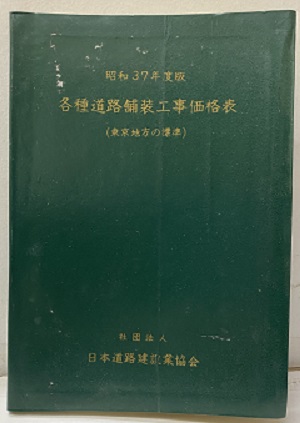 昭和37年度版
各種道路舗装工事価格表
(東京地方の標準)
社団法人
日本道路建設業協会